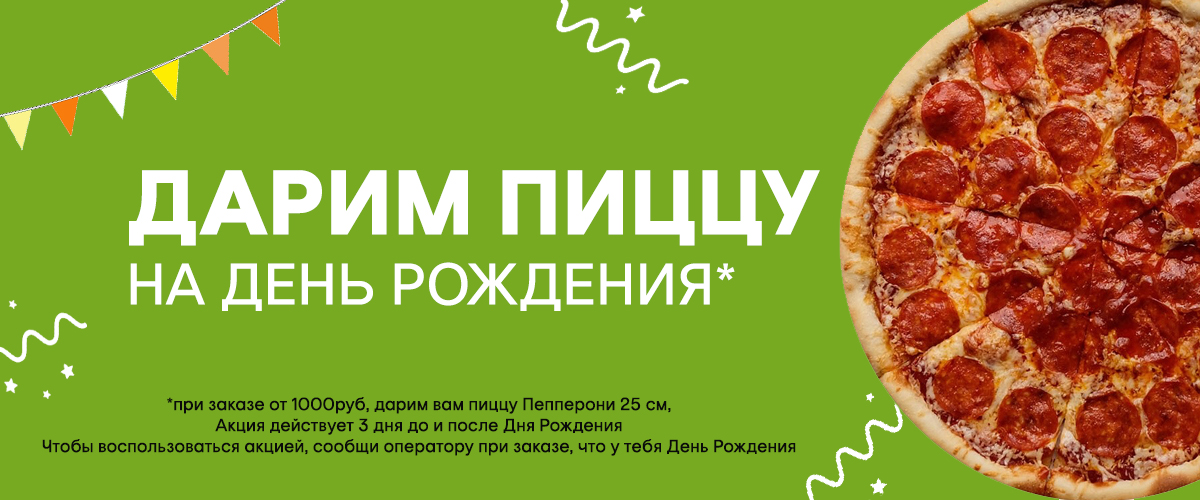 ДАРИМ ПИЦЦУ
НА ДЕНЬ РОЖДЕНИЯ*
*при заказе от 1000руб, дарим вам пиццу Пепперони 25 см,
Акция действует 3 дня до и после Дня Рождения
Чтобы воспользоваться акцией, сообщи оператору при заказе, что у тебя День Рождения